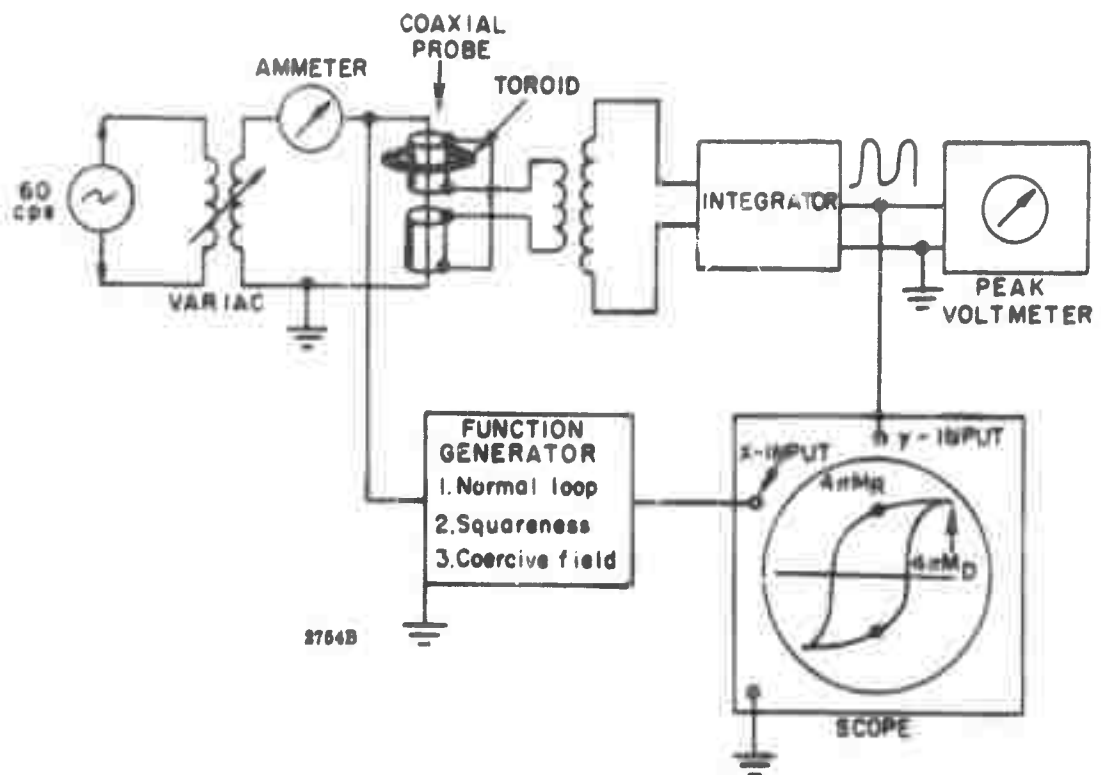 COAXIAL
PROBE
AMMETER
TOROID
60
cps
VARIAC
INTEGRATOR
PEAK
VOLTMETER
FUNCTION
GENERATOR
1. Normal loop
2. Squareness
3. Coercive field
X-INPUT
Y-INPUT
4πMR
4πMD
2754B
SCOPE